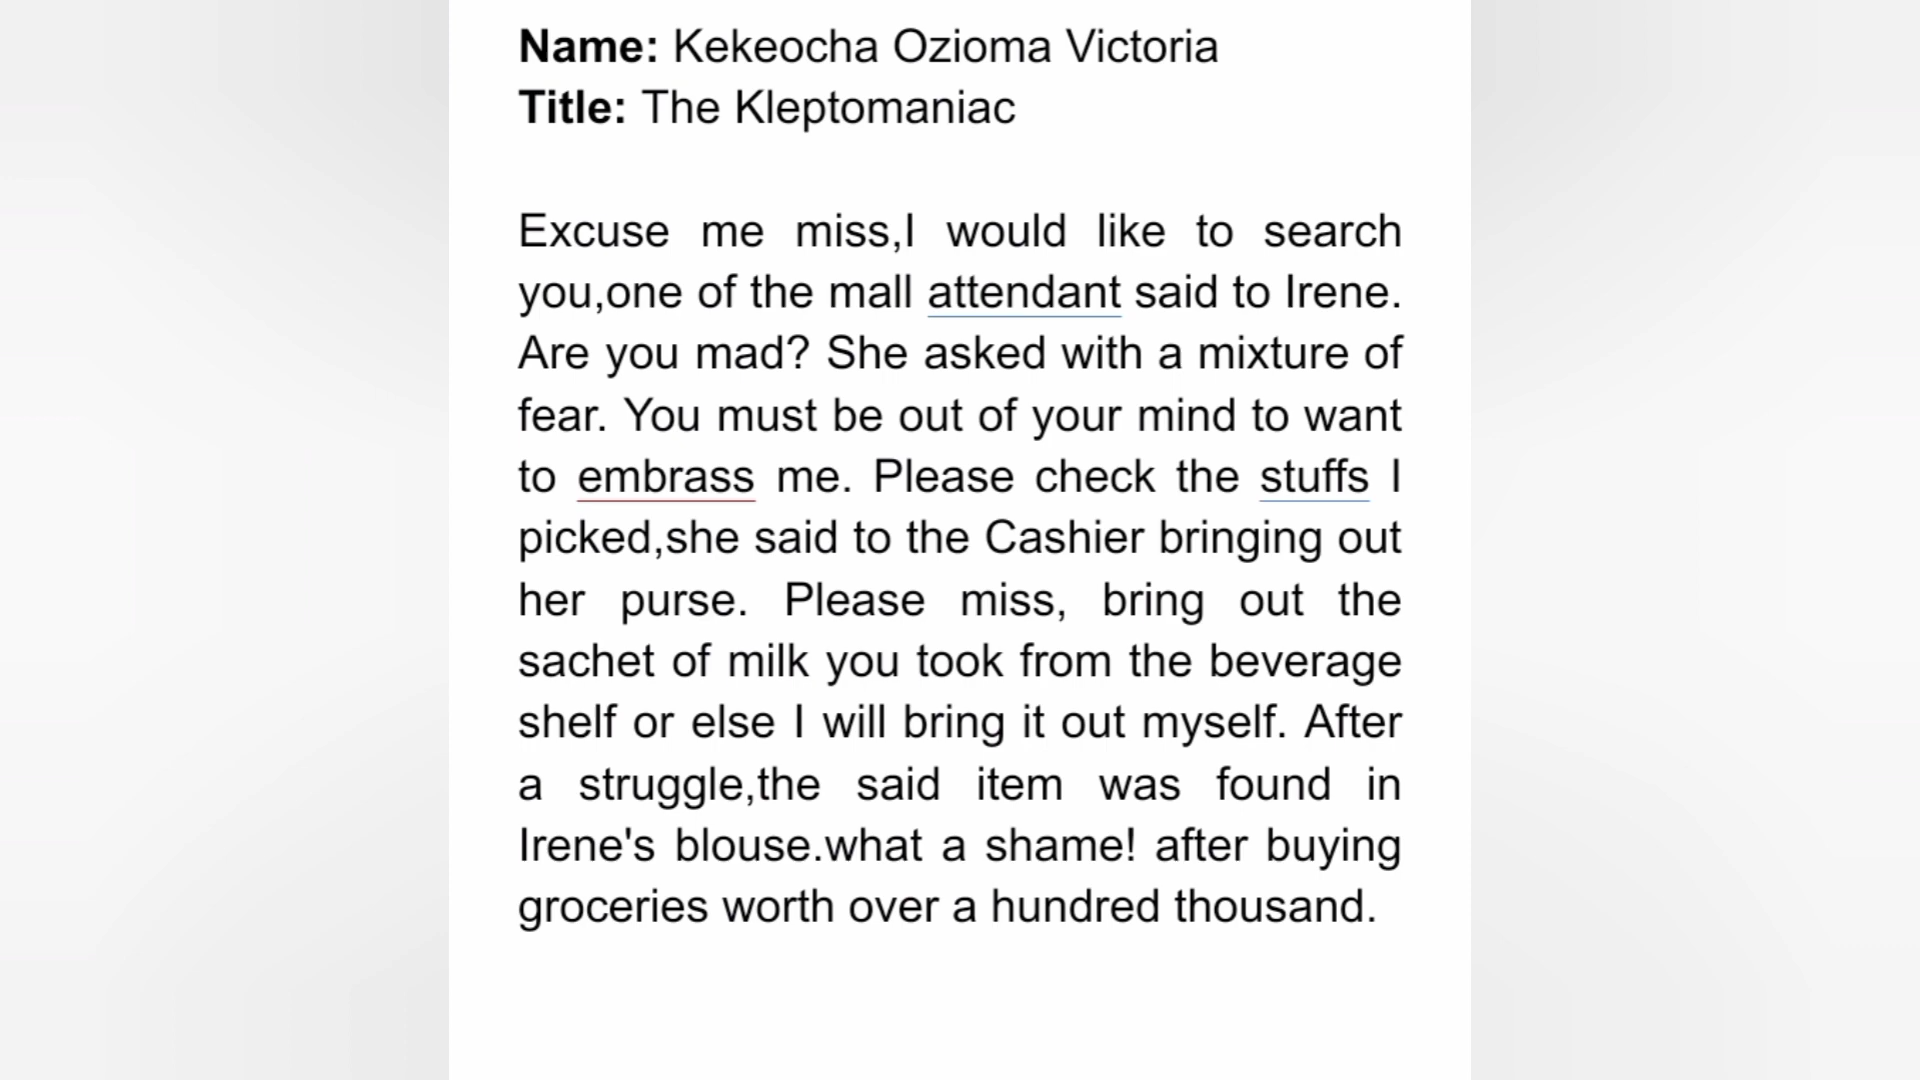 Name: Kekeocha Ozioma Victoria
Title: The Kleptomaniac
Excuse me miss,I would like to search
you,one of the mall attendant said to Irene.
Are you mad? She asked with a mixture of
fear. You must be out of your mind to want
to embrass me. Please check the stuffs I
picked,she said to the Cashier bringing out
her purse. Please miss, bring out the
sachet of milk you took from the beverage
shelf or else I will bring it out myself. After
a struggle,the said item was found in
Irene's blouse.what a shame! after buying
groceries worth over a hundred thousand.